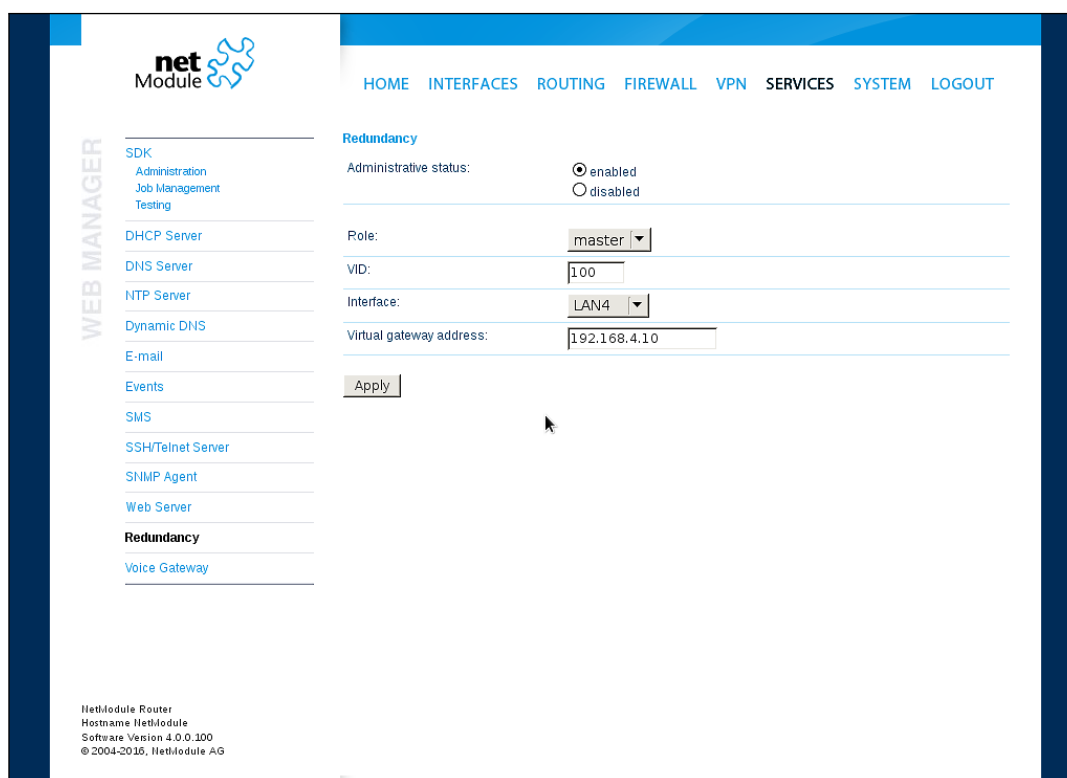 net
Module
HOME INTERFACES ROUTING FIREWALL VPN SERVICES SYSTEM LOGOUT
WEB MANAGER
SDK
Administration
Job Management
Testing
DHCP Server
DNS Server
NTP Server
Dynamic DNS
E-mail
Events
SMS
SSH/Telnet Server
SNMP Agent
Web Server
Redundancy
Voice Gateway
Redundancy
Administrative status:
enabled
disabled
Role: master
VID: 100
Interface: LAN4
Virtual gateway address: 192.168.4.10
Apply
NetModule Router
Hostname NetModule
Software Version 4.0.0.100
© 2004-2016, NetModule AG